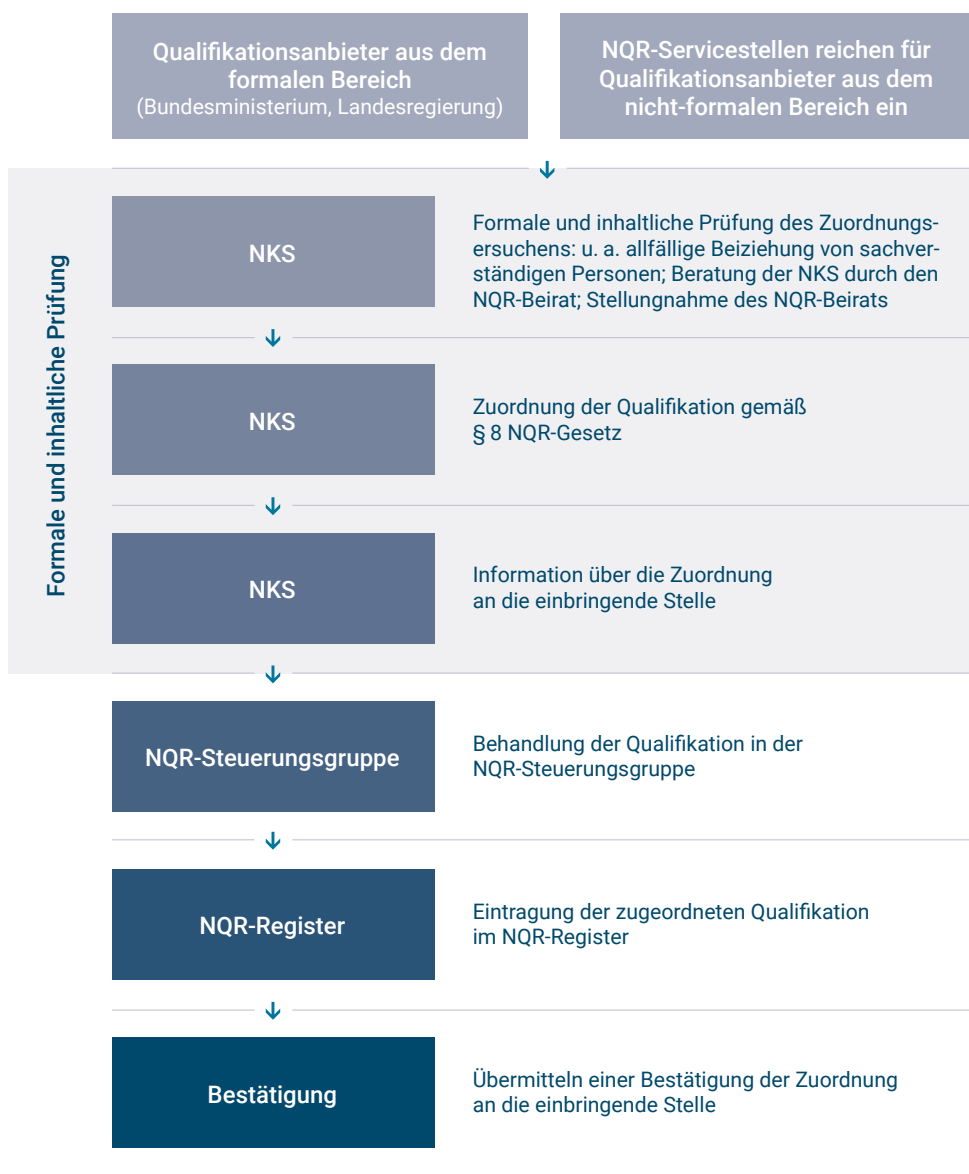 Qualifikationsanbieter aus dem
formalen Bereich
(Bundesministerium, Landesregierung)
NQR-Servicestellen reichen für
Qualifikationsanbieter aus dem
nicht-formalen Bereich ein
Formale und inhaltliche Prüfung
NKS
Formale und inhaltliche Prüfung des Zuordnungs-
ersuchens: u. a. allfällige Beiziehung von sachver-
ständigen Personen; Beratung der NKS durch den
NQR-Beirat; Stellungnahme des NQR-Beirats
NKS
Zuordnung der Qualifikation gemäß
§ 8 NQR-Gesetz
NKS
Information über die Zuordnung
an die einbringende Stelle
NQR-Steuerungsgruppe
Behandlung der Qualifikation in der
NQR-Steuerungsgruppe
NQR-Register
Eintragung der zugeordneten Qualifikation
im NQR-Register
Bestätigung
Übermitteln einer Bestätigung der Zuordnung
an die einbringende Stelle